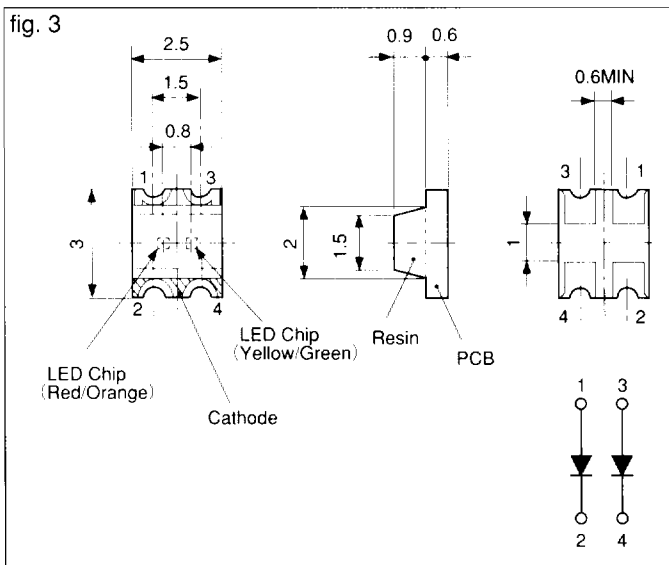 fig. 3
2.5
1.5
0.8
1 3
3
2 4
LED Chip
(Yellow/Green)
LED Chip
(Red/Orange)
Cathode
0.9 0.6
2
1.5
Resin
PCB
0.6MIN
3 1
1
4 2
1 3
2 4